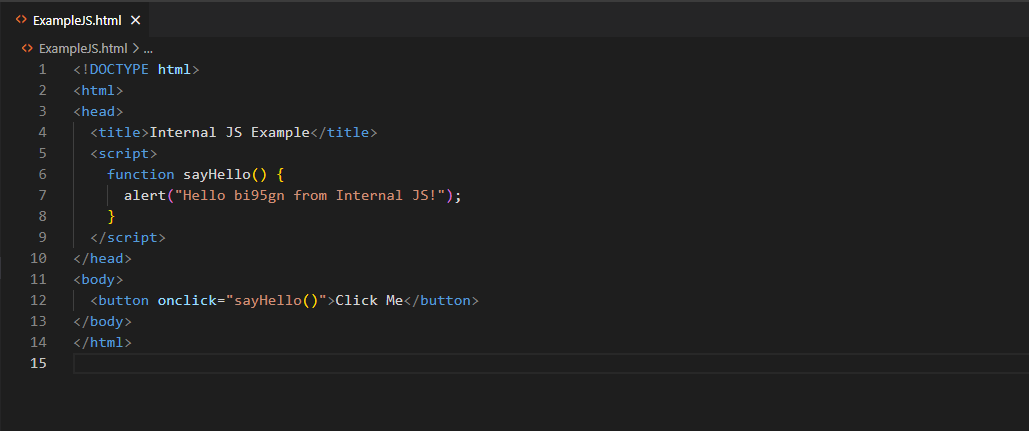 ExampleJS.html
ExampleJS.html > ...
1 <!DOCTYPE html>
2 <html>
3 <head>
4   <title>Internal JS Example</title>
5   <script>
6     function sayHello() {
7       alert("Hello bi95gn from Internal JS!");
8     }
9   </script>
10 </head>
11 <body>
12   <button onclick="sayHello()">Click Me</button>
13 </body>
14 </html>
15